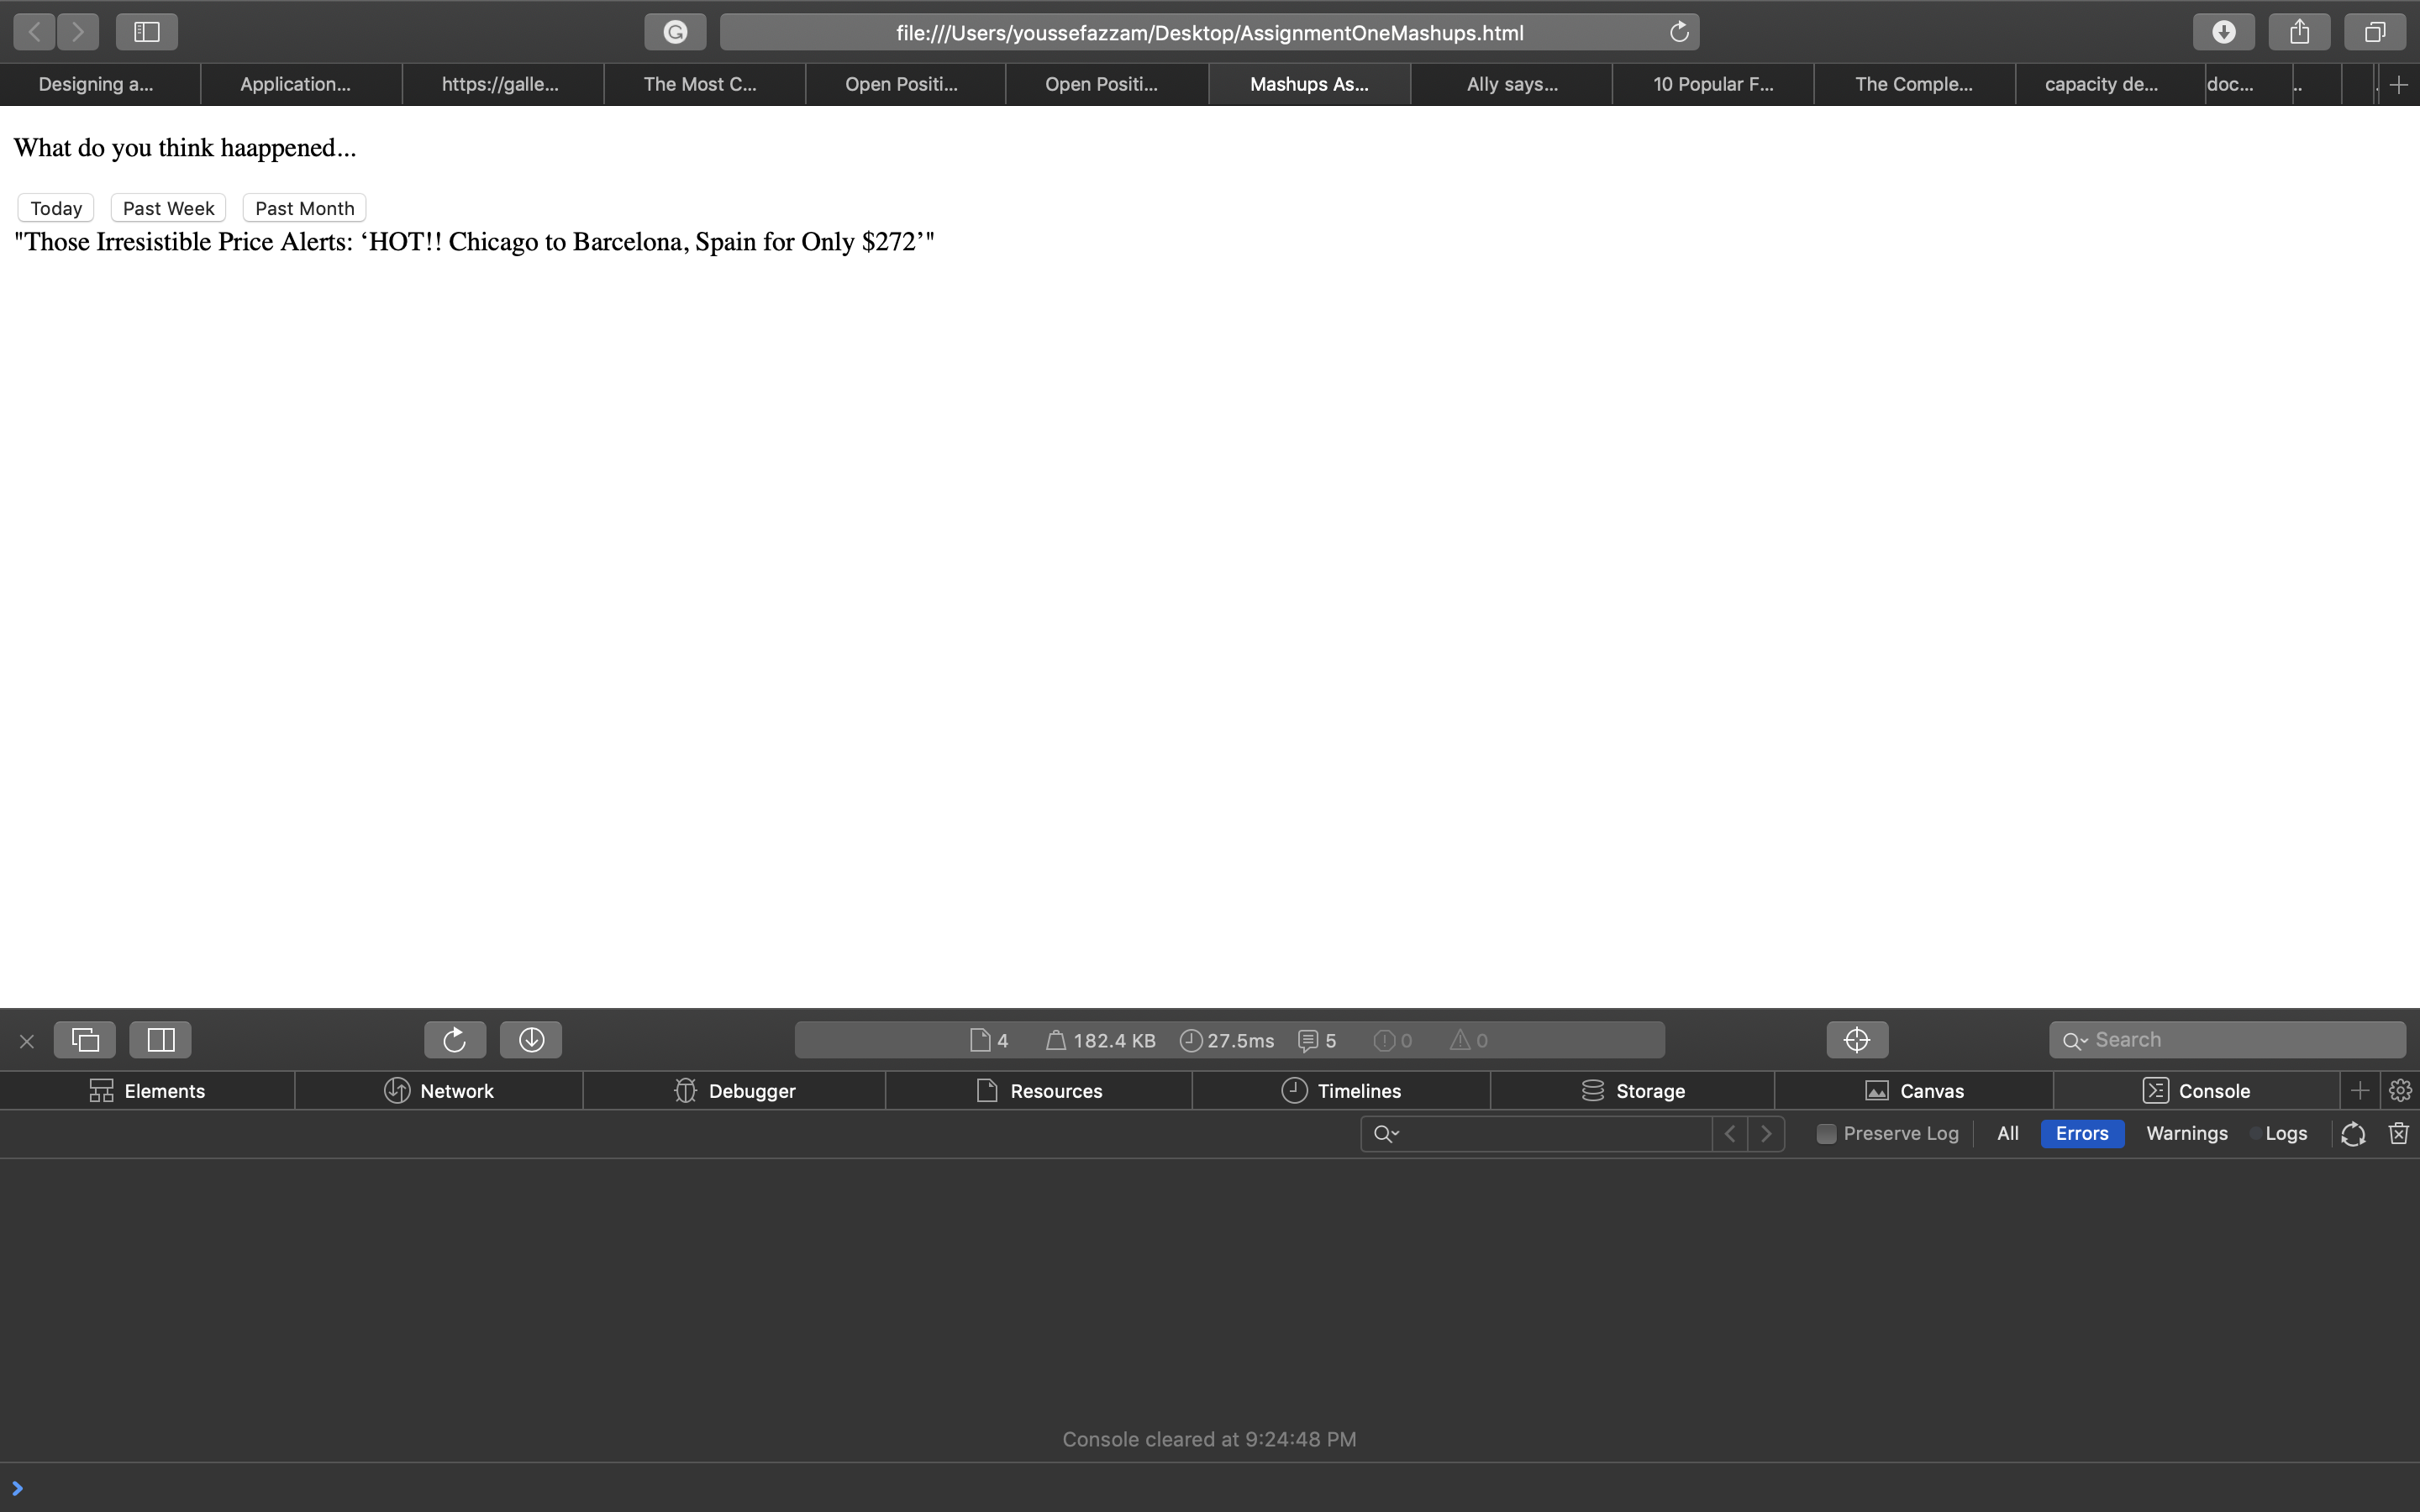 file:///Users/youssefazzam/Desktop/AssignmentOneMashups.html
Designing a... Application... https://galle... The Most C... Open Positi... Open Positi... Mashups As... Ally says... 10 Popular F... The Comple... capacity de... doc... ..
What do you think haappened...
Today Past Week Past Month
"Those Irresistible Price Alerts: ‘HOT!! Chicago to Barcelona, Spain for Only $272’"
4 182.4 KB 27.5ms 5 0 0 Search
Elements Network Debugger Resources Timelines Storage Canvas Console
Preserve Log All Errors Warnings Logs
Console cleared at 9:24:48 PM